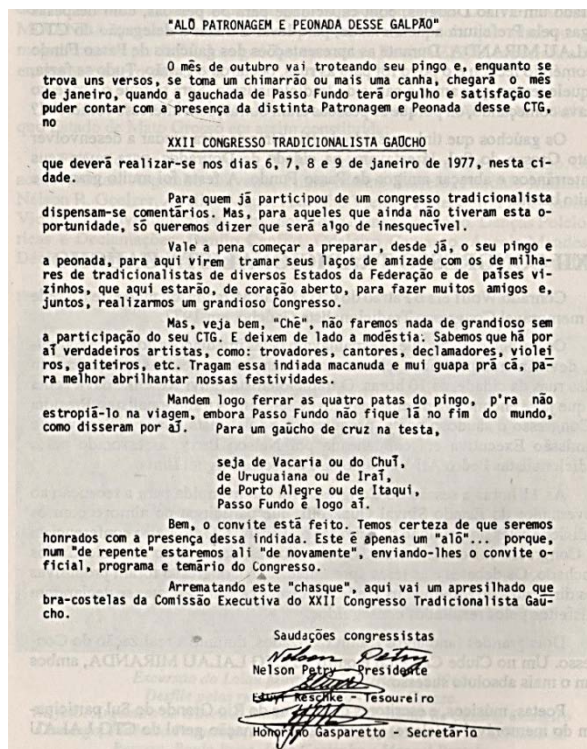 "ALÔ PATRONAGEM E PEONADA DESSE GALPÃO"
O mês de outubro vai troteando seu pingo e, enquanto se
trova uns versos, se toma um chimarrão ou mais uma canha, chegará o mês
de janeiro, quando a gauchada de Passo Fundo terá orgulho e satisfação se
puder contar com a presença da distinta Patronagem e Peonada desse CTG,
no
XXII CONGRESSO TRADICIONALISTA GAÚCHO
que deverá realizar-se nos dias 6, 7, 8 e 9 de janeiro de 1977, nesta ci-
dade.
Para quem já participou de um congresso tradicionalista
dispensam-se comentários. Mas, para aqueles que ainda não tiveram esta o-
portunidade, só queremos dizer que será algo de inesquecível.
Vale a pena começar a preparar, desde já, o seu pingo e
a peonada, para aqui virem tramar seus laços de amizade com os de milha-
res de tradicionalistas de diversos Estados da Federação e de países vi-
zinhos, que aqui estarão, de coração aberto, para fazer muitos amigos e,
juntos, realizarmos um grandioso Congresso.
Mas, veja bem, "Chê", não faremos nada de grandioso sem
a participação do seu CTG. E deixem de lado a modéstia. Sabemos que há por
aí verdadeiros artistas, como: trovadores, cantores, declamadores, violei
ros, gaiteiros, etc. Tragam essa indiada macanuda e mui guapa prá cá, pa-
ra melhor abrilhantar nossas festividades.
Mandem logo ferrar as quatro patas do pingo, p'ra não
estropiá-lo na viagem, embora Passo Fundo não fique lá no fim do mundo,
como disseram por aí. Para um gaúcho de cruz na testa,
seja de Vacaria ou do Chuí,
de Uruguaiana ou de Iraí,
de Porto Alegre ou de Itaqui,
Passo Fundo é logo aí.
Bem, o convite está feito. Temos certeza de que seremos
honrados com a presença dessa indiada. Este é apenas um "alô"... porque,
num "de repente" estaremos ali "de novamente", enviando-lhes o convite o-
ficial, programa e temário do Congresso.
Arrematando este "chasque", aqui vai um apresilhado que
bra-costelas da Comissão Executiva do XXII Congresso Tradicionalista Gaú-
cho.
Saudações congressistas
Nelson Petry
Nelson Petry - Presidente
Reschke - Tesoureiro
Honorino Gasparetto - Secretário